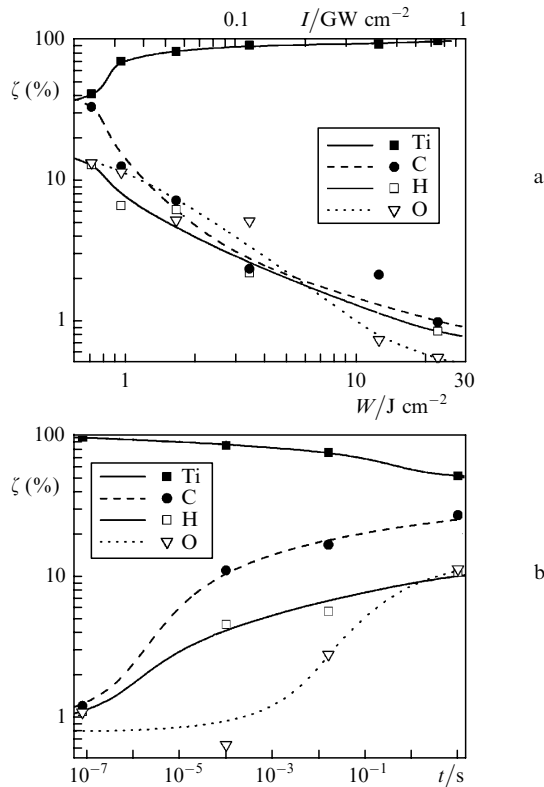 I/GW cm⁻²
0.1 1
100
ζ (%)
Ti
C
H
O
a
10
1
1 10 30
W/J cm⁻²
100
ζ (%)
Ti
C
H
O
b
10
1
10⁻⁷ 10⁻⁵ 10⁻³ 10⁻¹ t/s